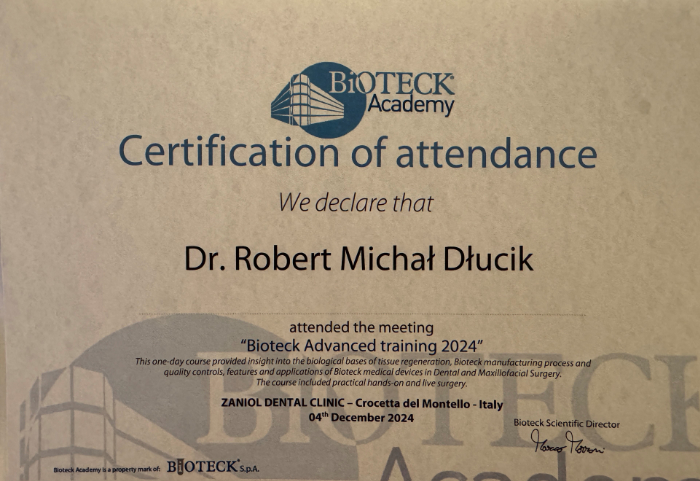 BiOTECK
Academy
Certification of attendance
We declare that
Dr. Robert Michał Dłucik
attended the meeting
“Bioteck Advanced training 2024”
This one-day course provided insight into the biological bases of tissue regeneration, Bioteck manufacturing process and
quality controls, features and applications of Bioteck medical devices in Dental and Maxillofacial Surgery.
The course included practical hands-on and live surgery.
ZANIOL DENTAL CLINIC – Crocetta del Montello - Italy
04th December 2024
Bioteck Scientific Director
Bioteck Academy is a property mark of: BiOTECK S.p.A.
BiOTECK
Academy